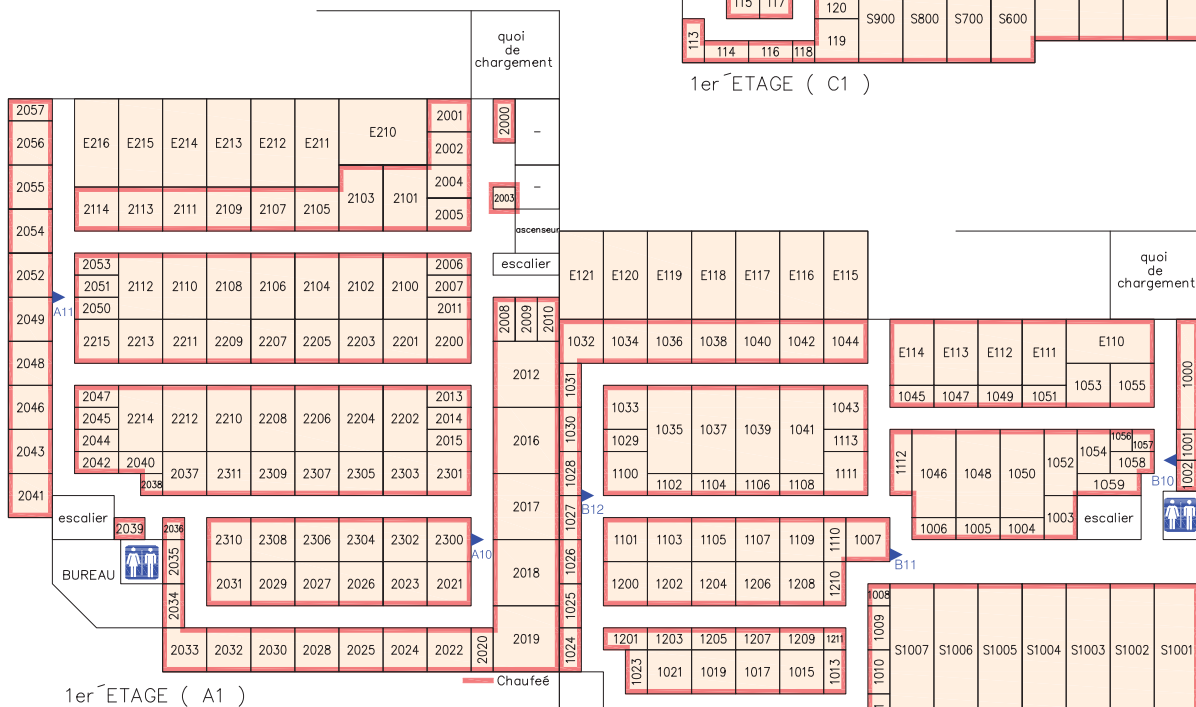 115 117
120 S900 S800 S700 S600
119
113 114 116 118
1er´ETAGE ( C1 )
quoi
de
chargement
2057
2056
2055
2054
2052
2049
2048
2046
2043
2041
A11
E216 E215 E214 E213 E212 E211 E210 2001
2002
2114 2113 2111 2109 2107 2105 2103 2101 2004
2005
2000
–
–
2003
ascenseur
escalier
2053 2112 2110 2108 2106 2104 2102 2100 2006
2051 2007
2050 2011
2215 2213 2211 2209 2207 2205 2203 2201 2200
2047 2214 2212 2210 2208 2206 2204 2202 2013
2045 2014
2044 2015
2042 2040 2037 2311 2309 2307 2305 2303 2301
2038
escalier
2039
BUREAU
2036
2035
2034
2310 2308 2306 2304 2302 2300
A10
2031 2029 2027 2026 2023 2021
2033 2032 2030 2028 2025 2024 2022 2020
2008 2009 2010
2012
2016
2017
2018
2019
Chaufeé
1er´ETAGE ( A1 )
E121 E120 E119 E118 E117 E116 E115
1032 1034 1036 1038 1040 1042 1044
1031
1030
1028
1027
1026
1025
1024
B12
1033 1035 1037 1039 1041 1043
1029 1113
1100 1102 1104 1106 1108 1111
1101 1103 1105 1107 1109 1110 1007
B11
1200 1202 1204 1206 1208 1210
1201 1203 1205 1207 1209 1211
1023 1021 1019 1017 1015 1013
quoi
de
chargement
E114 E113 E112 E111 E110
1045 1047 1049 1051 1053 1055
1000
1001
1002
B10
1112 1046 1048 1050 1052 1054 1056 1057
1058
1059
1006 1005 1004 1003
escalier
1008
1009
1010
S1007 S1006 S1005 S1004 S1003 S1002 S1001